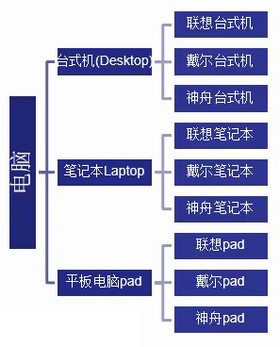 电脑
台式机(Desktop)
联想台式机
戴尔台式机
神舟台式机
笔记本Laptop
联想笔记本
戴尔笔记本
神舟笔记本
平板电脑pad
联想pad
戴尔pad
神舟pad